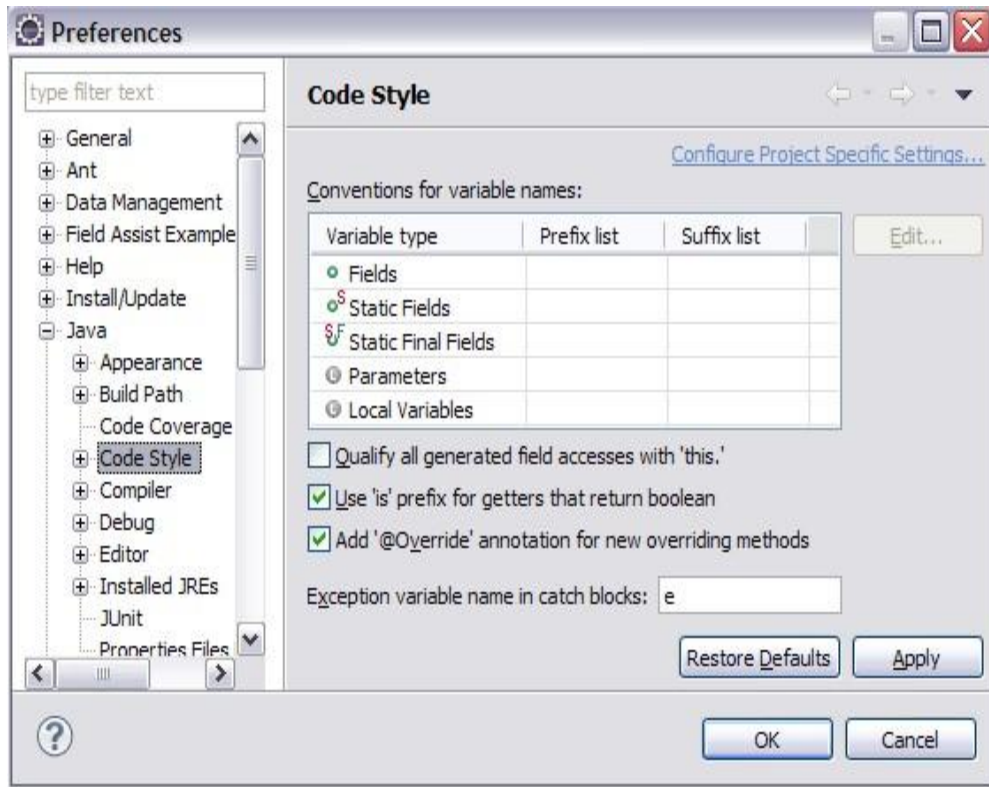 Preferences
type filter text
General
Ant
Data Management
Field Assist Example
Help
Install/Update
Java
Appearance
Build Path
Code Coverage
Code Style
Compiler
Debug
Editor
Installed JREs
JUnit
Properties Files
Code Style
Configure Project Specific Settings...
Conventions for variable names:
Variable type Prefix list Suffix list
Fields
Static Fields
Static Final Fields
Parameters
Local Variables
Edit...
Qualify all generated field accesses with 'this.'
Use 'is' prefix for getters that return boolean
Add '@Override' annotation for new overriding methods
Exception variable name in catch blocks: e
Restore Defaults Apply
OK Cancel